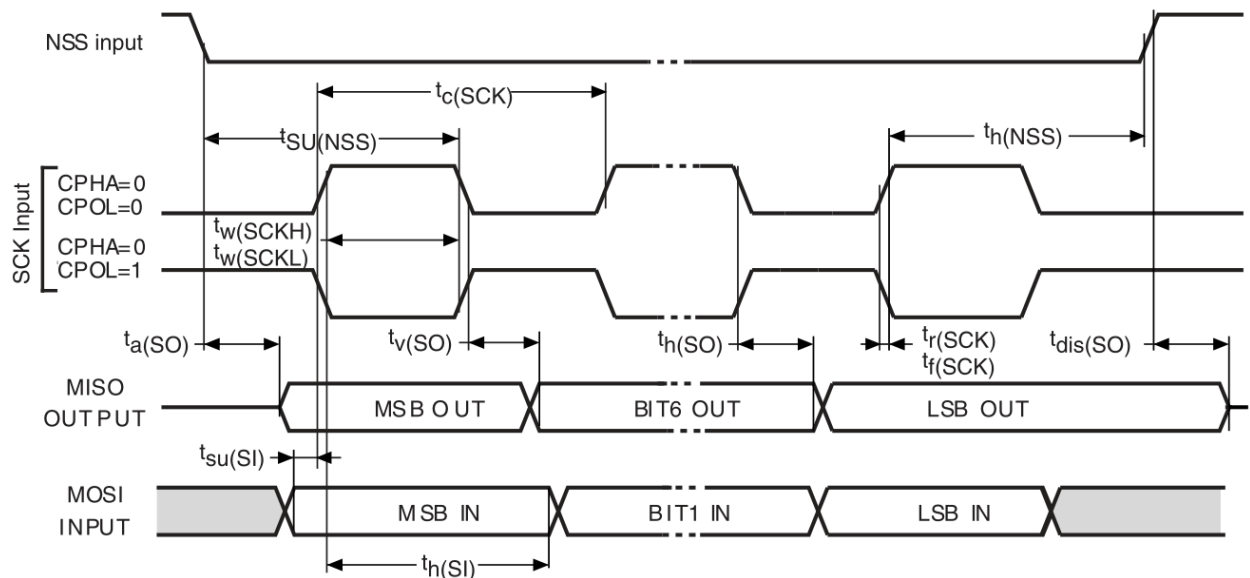 NSS input
tc(SCK)
tSU(NSS)
th(NSS)
SCK Input
CPHA=0
CPOL=0
CPHA=0
CPOL=1
tw(SCKH)
tw(SCKL)
ta(SO)
tv(SO)
th(SO)
tr(SCK)
tf(SCK)
tdis(SO)
MISO
OUTPUT
MSB OUT
BIT6 OUT
LSB OUT
tsu(SI)
MOSI
INPUT
MSB IN
BIT1 IN
LSB IN
th(SI)